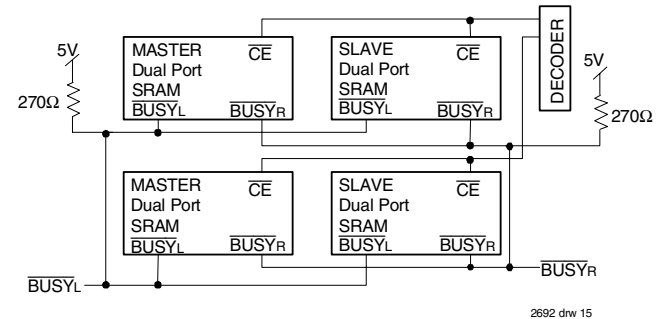 5V
270Ω
MASTER
Dual Port
SRAM
BUSYL
CE
BUSYR
SLAVE
Dual Port
SRAM
BUSYL
CE
BUSYR
DECODER
5V
270Ω
MASTER
Dual Port
SRAM
BUSYL
CE
BUSYR
SLAVE
Dual Port
SRAM
BUSYL
CE
BUSYR
BUSYL
BUSYR
2692 drw 15